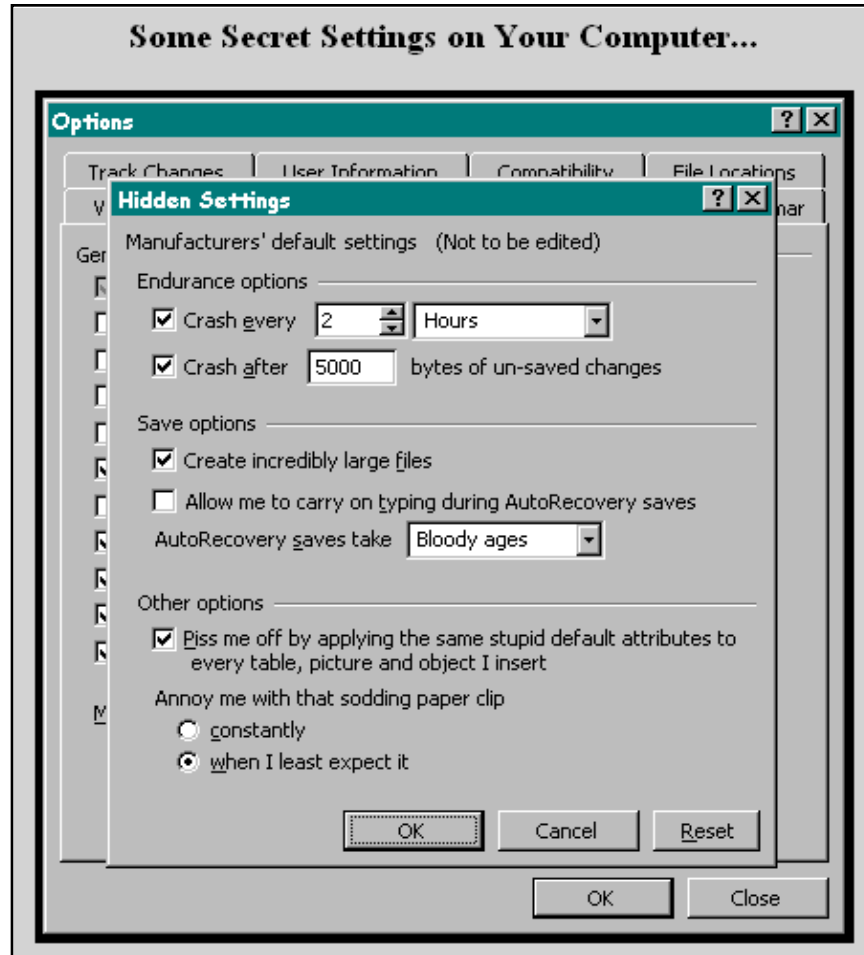 Some Secret Settings on Your Computer...
Options
Track Changes User Information Compatibility File Locations
Hidden Settings
Manufacturers' default settings (Not to be edited)
Endurance options
Crash every 2 Hours
Crash after 5000 bytes of un-saved changes
Save options
Create incredibly large files
Allow me to carry on typing during AutoRecovery saves
AutoRecovery saves take Bloody ages
Other options
Piss me off by applying the same stupid default attributes to
every table, picture and object I insert
Annoy me with that sodding paper clip
constantly
when I least expect it
OK Cancel Reset
OK Close